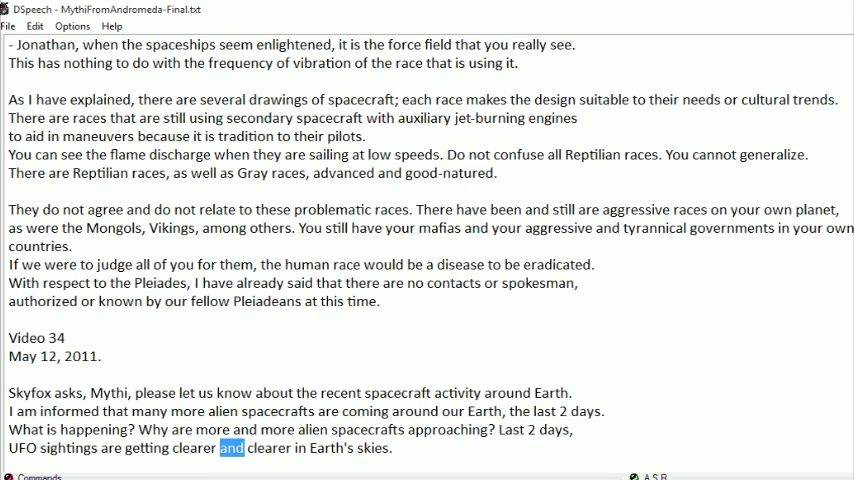 DSpeech - MythiFromAndromeda-Final.txt
File Edit Options Help
- Jonathan, when the spaceships seem enlightened, it is the force field that you really see.
This has nothing to do with the frequency of vibration of the race that is using it.
As I have explained, there are several drawings of spacecraft; each race makes the design suitable to their needs or cultural trends.
There are races that are still using secondary spacecraft with auxiliary jet-burning engines
to aid in maneuvers because it is tradition to their pilots.
You can see the flame discharge when they are sailing at low speeds. Do not confuse all Reptilian races. You cannot generalize.
There are Reptilian races, as well as Gray races, advanced and good-natured.
They do not agree and do not relate to these problematic races. There have been and still are aggressive races on your own planet,
as were the Mongols, Vikings, among others. You still have your mafias and your aggressive and tyrannical governments in your own
countries.
If we were to judge all of you for them, the human race would be a disease to be eradicated.
With respect to the Pleiades, I have already said that there are no contacts or spokesman,
authorized or known by our fellow Pleiadeans at this time.
Video 34
May 12, 2011.
Skyfox asks, Mythi, please let us know about the recent spacecraft activity around Earth.
I am informed that many more alien spacecrafts are coming around our Earth, the last 2 days.
What is happening? Why are more and more alien spacecrafts approaching? Last 2 days,
UFO sightings are getting clearer and clearer in Earth's skies.
Commands A.S.R.